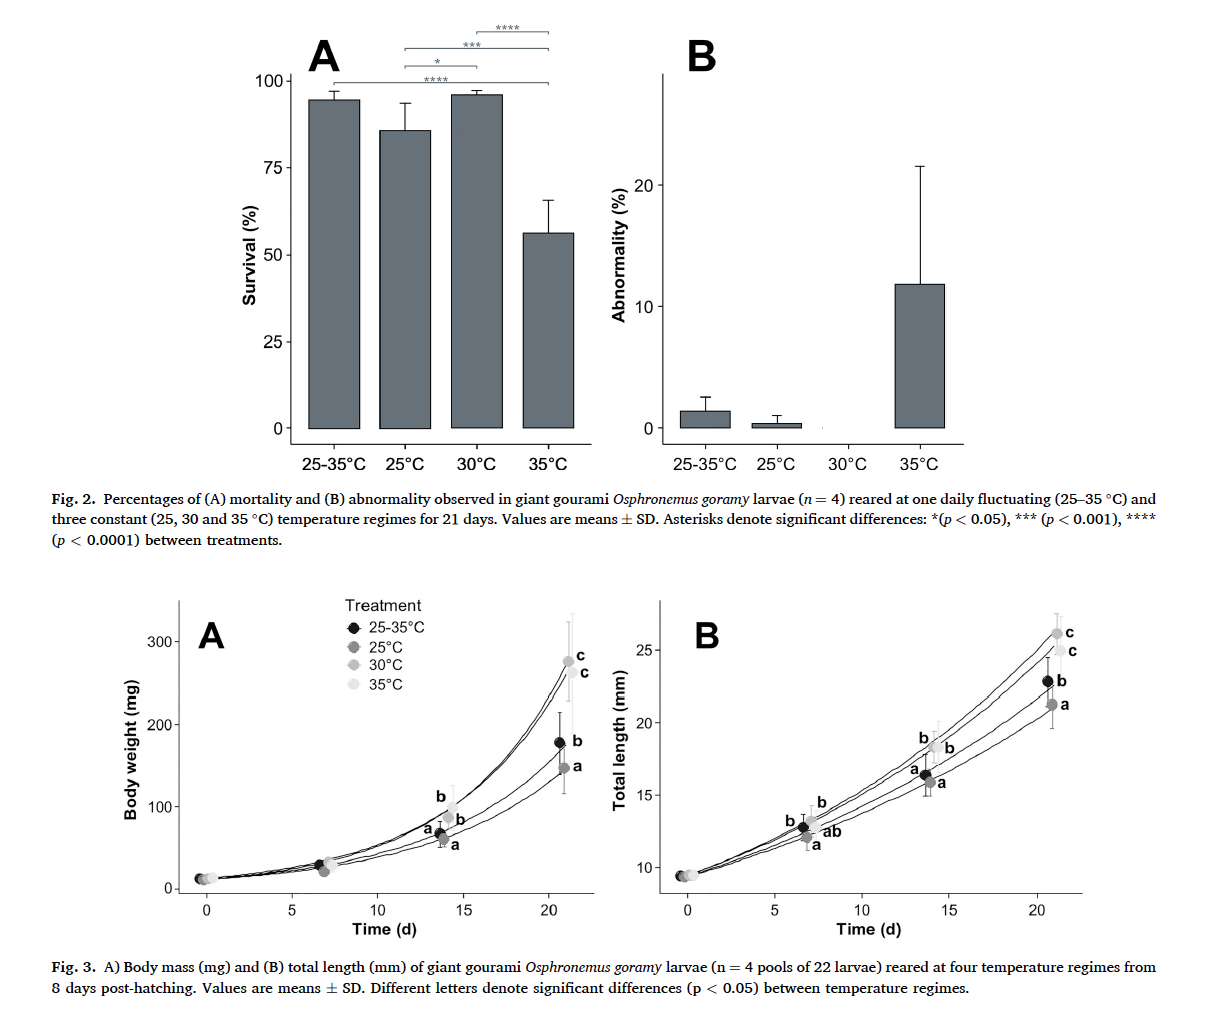 A
****
***
*
****
100
75
50
25
0
Survival (%)
25-35°C 25°C 30°C 35°C
B
20
10
0
Abnormality (%)
25-35°C 25°C 30°C 35°C
Fig. 2. Percentages of (A) mortality and (B) abnormality observed in giant gourami Osphronemus goramy larvae (n = 4) reared at one daily fluctuating (25–35 °C) and
three constant (25, 30 and 35 °C) temperature regimes for 21 days. Values are means ± SD. Asterisks denote significant differences: *(p < 0.05), *** (p < 0.001), ****
(p < 0.0001) between treatments.
A
Treatment
25-35°C
25°C
30°C
35°C
300
200
100
0
Body weight (mg)
b
a
b
a
c
c
b
a
0 5 10 15 20
Time (d)
B
25
20
15
10
Total length (mm)
b
b
ab
a
b
b
a
a
c
c
b
a
0 5 10 15 20
Time (d)
Fig. 3. A) Body mass (mg) and (B) total length (mm) of giant gourami Osphronemus goramy larvae (n = 4 pools of 22 larvae) reared at four temperature regimes from
8 days post-hatching. Values are means ± SD. Different letters denote significant differences (p < 0.05) between temperature regimes.